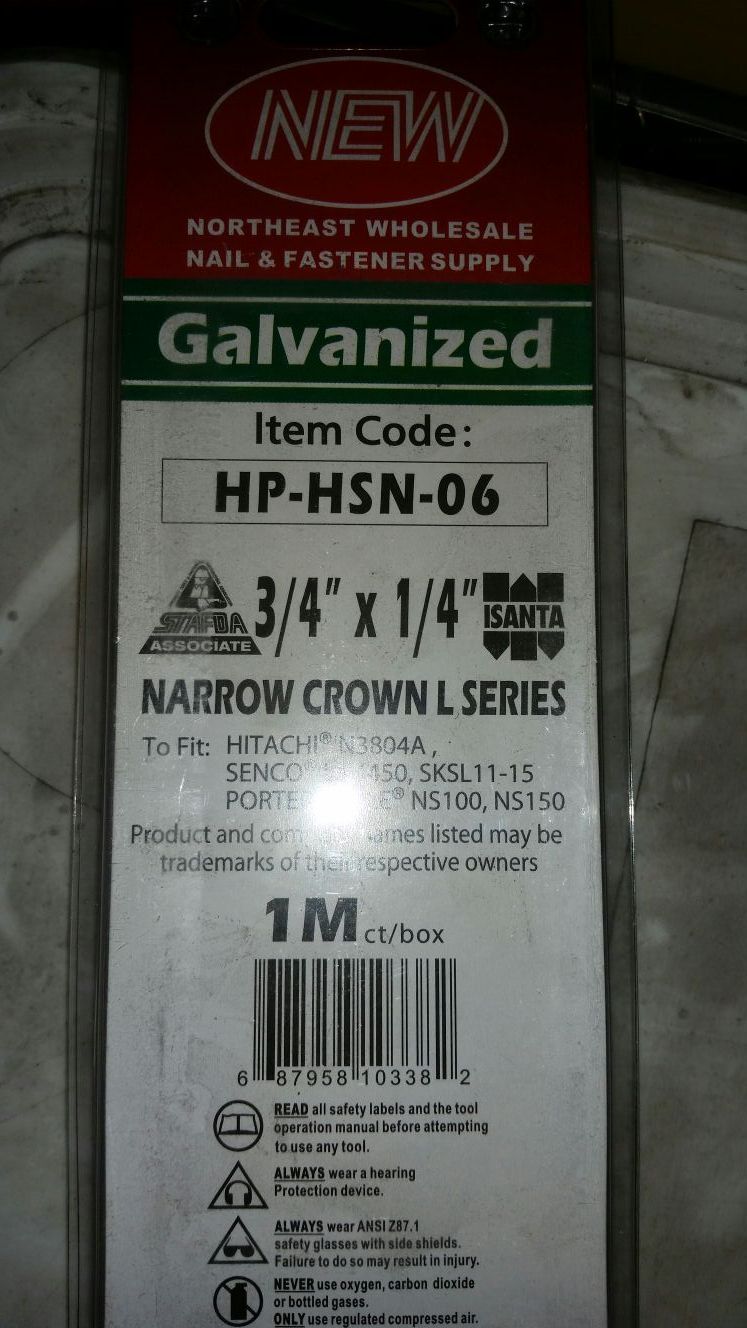 NEW
NORTHEAST WHOLESALE
NAIL & FASTENER SUPPLY
Galvanized
Item Code:
HP-HSN-06
STAFDA
ASSOCIATE
3/4" x 1/4"
ISANTA
NARROW CROWN L SERIES
To Fit: HITACHI® N3804A,
SENCO 450, SKSL11-15
® NS100, NS150
Product and names listed may be
trademarks of their respective owners
1M ct/box
6 87958 10338 2
READ all safety labels and the tool
operation manual before attempting
to use any tool.
ALWAYS wear a hearing
Protection device.
ALWAYS wear ANSI Z87.1
safety glasses with side shields.
Failure to do so may result in injury.
NEVER use oxygen, carbon dioxide
or bottled gases.
ONLY use regulated compressed air.